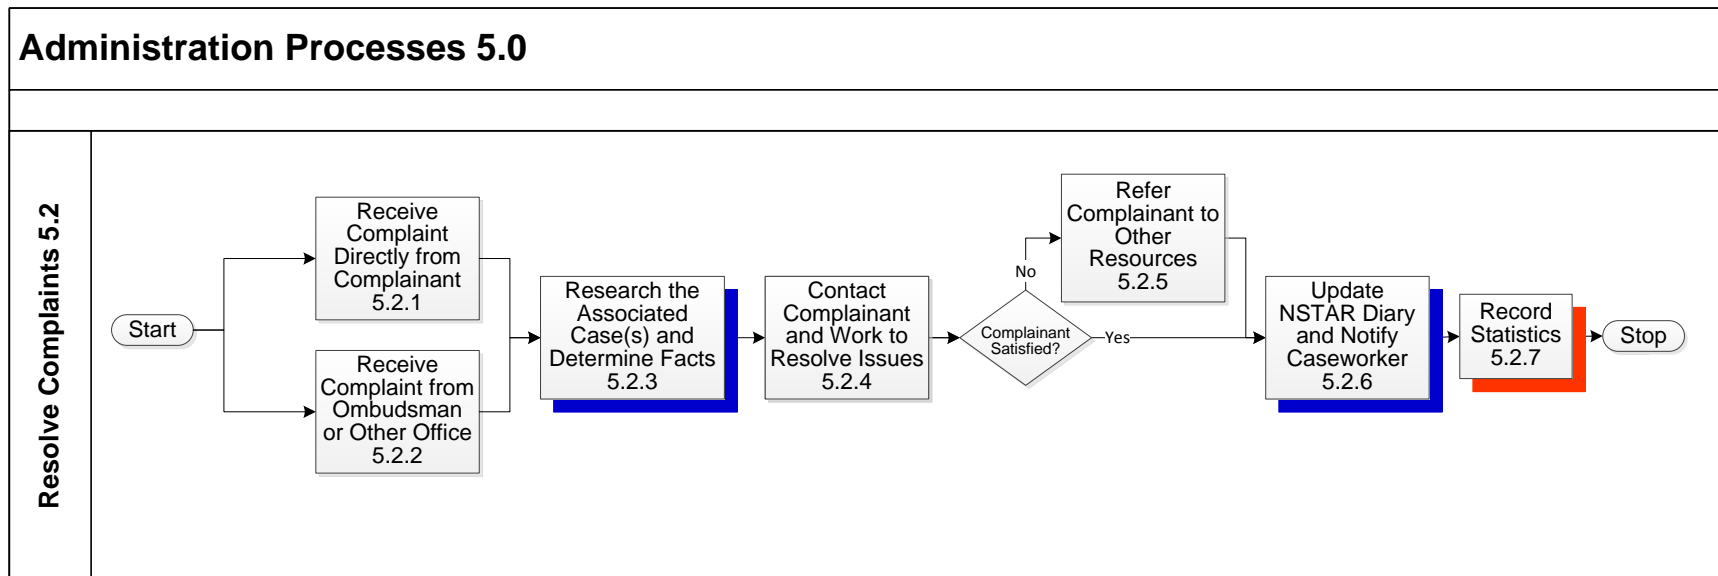 Administration Processes 5.0
Resolve Complaints 5.2
Start
Receive
Complaint
Directly from
Complainant
5.2.1
Receive
Complaint from
Ombudsman
or Other Office
5.2.2
Research the
Associated
Case(s) and
Determine Facts
5.2.3
Contact
Complainant
and Work to
Resolve Issues
5.2.4
Complainant
Satisfied?
No
Yes
Refer
Complainant to
Other
Resources
5.2.5
Update
NSTAR Diary
and Notify
Caseworker
5.2.6
Record
Statistics
5.2.7
Stop